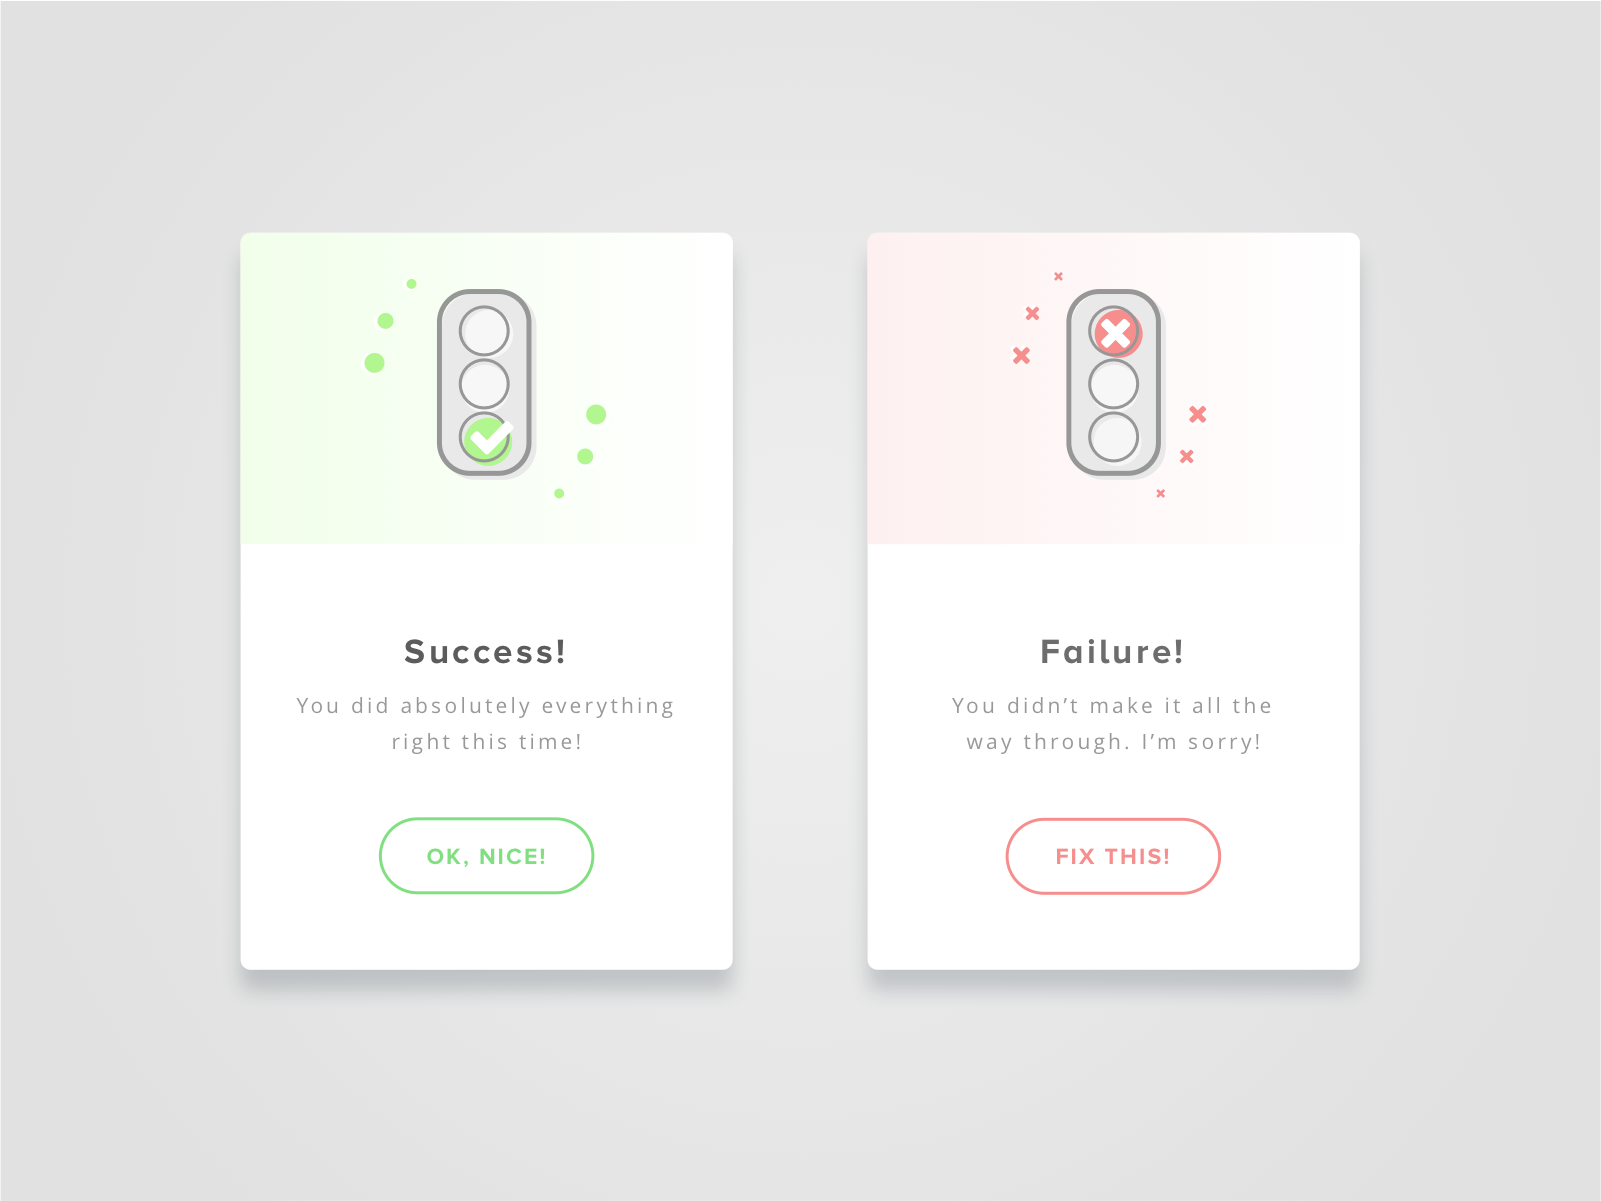 Success!
You did absolutely everything
right this time!
OK, NICE!
Failure!
You didn’t make it all the
way through. I’m sorry!
FIX THIS!